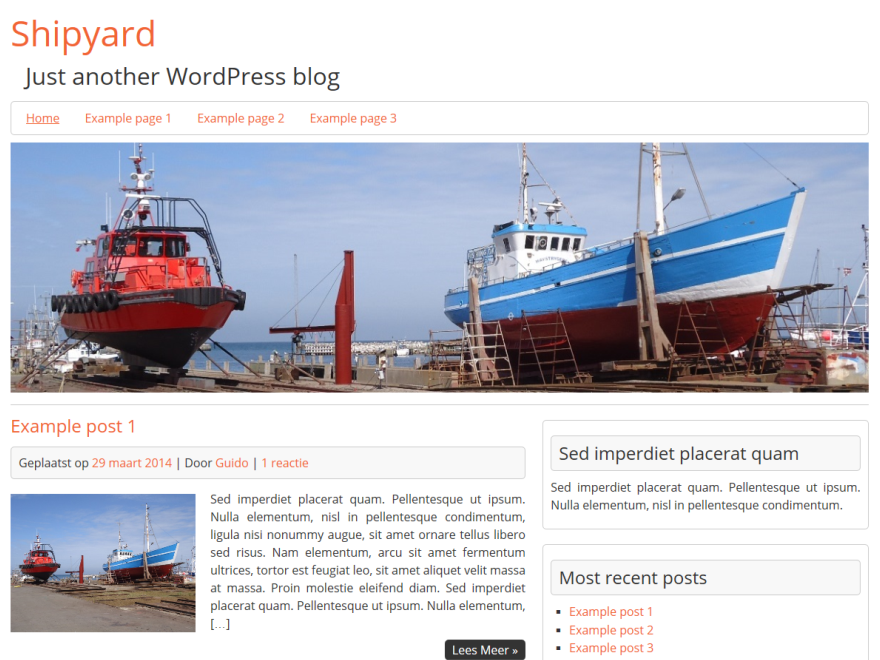 Shipyard
Just another WordPress blog
Home Example page 1 Example page 2 Example page 3
Example post 1
Geplaatst op 29 maart 2014 | Door Guido | 1 reactie
Sed imperdiet placerat quam. Pellentesque ut ipsum.
Nulla elementum, nisl in pellentesque condimentum,
ligula nisi nonummy augue, sit amet ornare tellus libero
sed risus. Nam elementum, arcu sit amet fermentum
ultrices, tortor est feugiat leo, sit amet aliquet velit massa
at massa. Proin molestie eleifend diam. Sed imperdiet
placerat quam. Pellentesque ut ipsum. Nulla elementum,
[…]
Lees Meer »
Sed imperdiet placerat quam
Sed imperdiet placerat quam. Pellentesque ut ipsum.
Nulla elementum, nisl in pellentesque condimentum.
Most recent posts
Example post 1
Example post 2
Example post 3